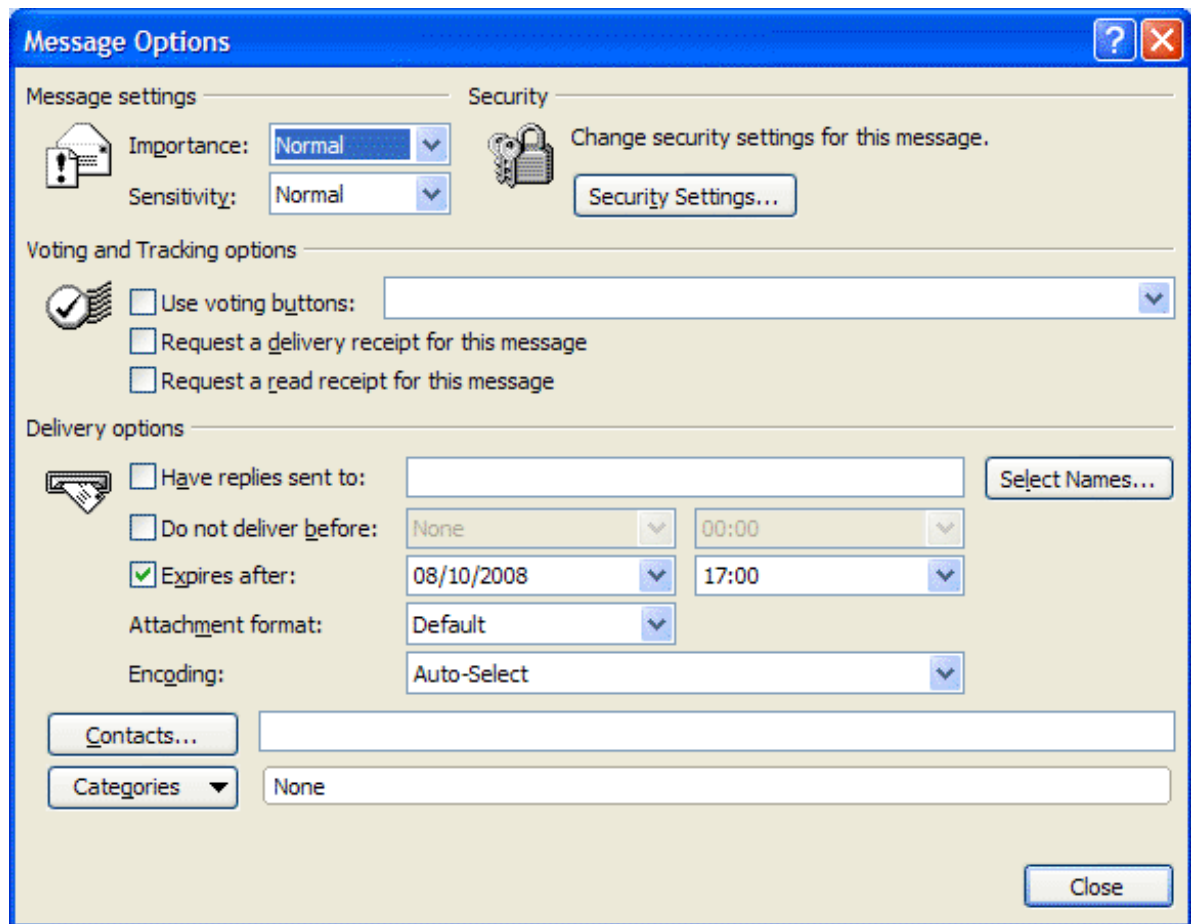 Message Options
Message settings
Security
Importance: Normal
Change security settings for this message.
Sensitivity: Normal
Security Settings...
Voting and Tracking options
Use voting buttons:
Request a delivery receipt for this message
Request a read receipt for this message
Delivery options
Have replies sent to:
Select Names...
Do not deliver before: None 00:00
Expires after: 08/10/2008 17:00
Attachment format: Default
Encoding: Auto-Select
Contacts...
Categories None
Close